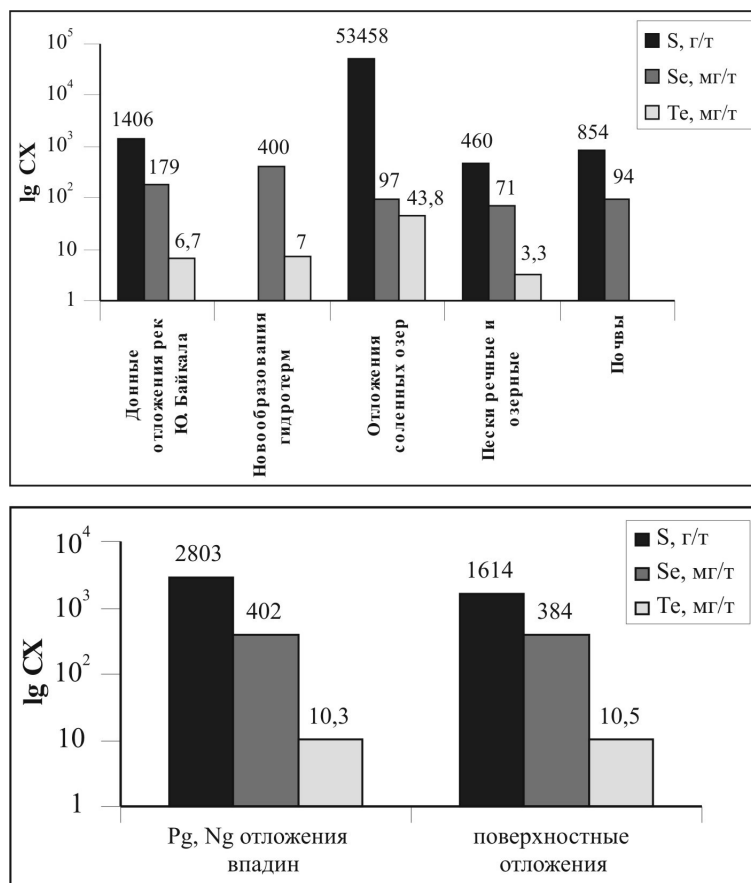 lg CX
10⁵
10⁴
10³
10²
10
1
1406
179
6,7
400
7
53458
97
43,8
460
71
3,3
854
94
S, г/т
Se, мг/т
Te, мг/т
Донные
отложения рек
Ю. Байкала
Новообразования
гидротерм
Отложения
соленных озер
Пески речные и
озерные
Почвы
lg CX
10⁴
10³
10²
10
1
2803
402
10,3
1614
384
10,5
S, г/т
Se, мг/т
Te, мг/т
Pg, Ng отложения
впадин
поверхностные
отложения